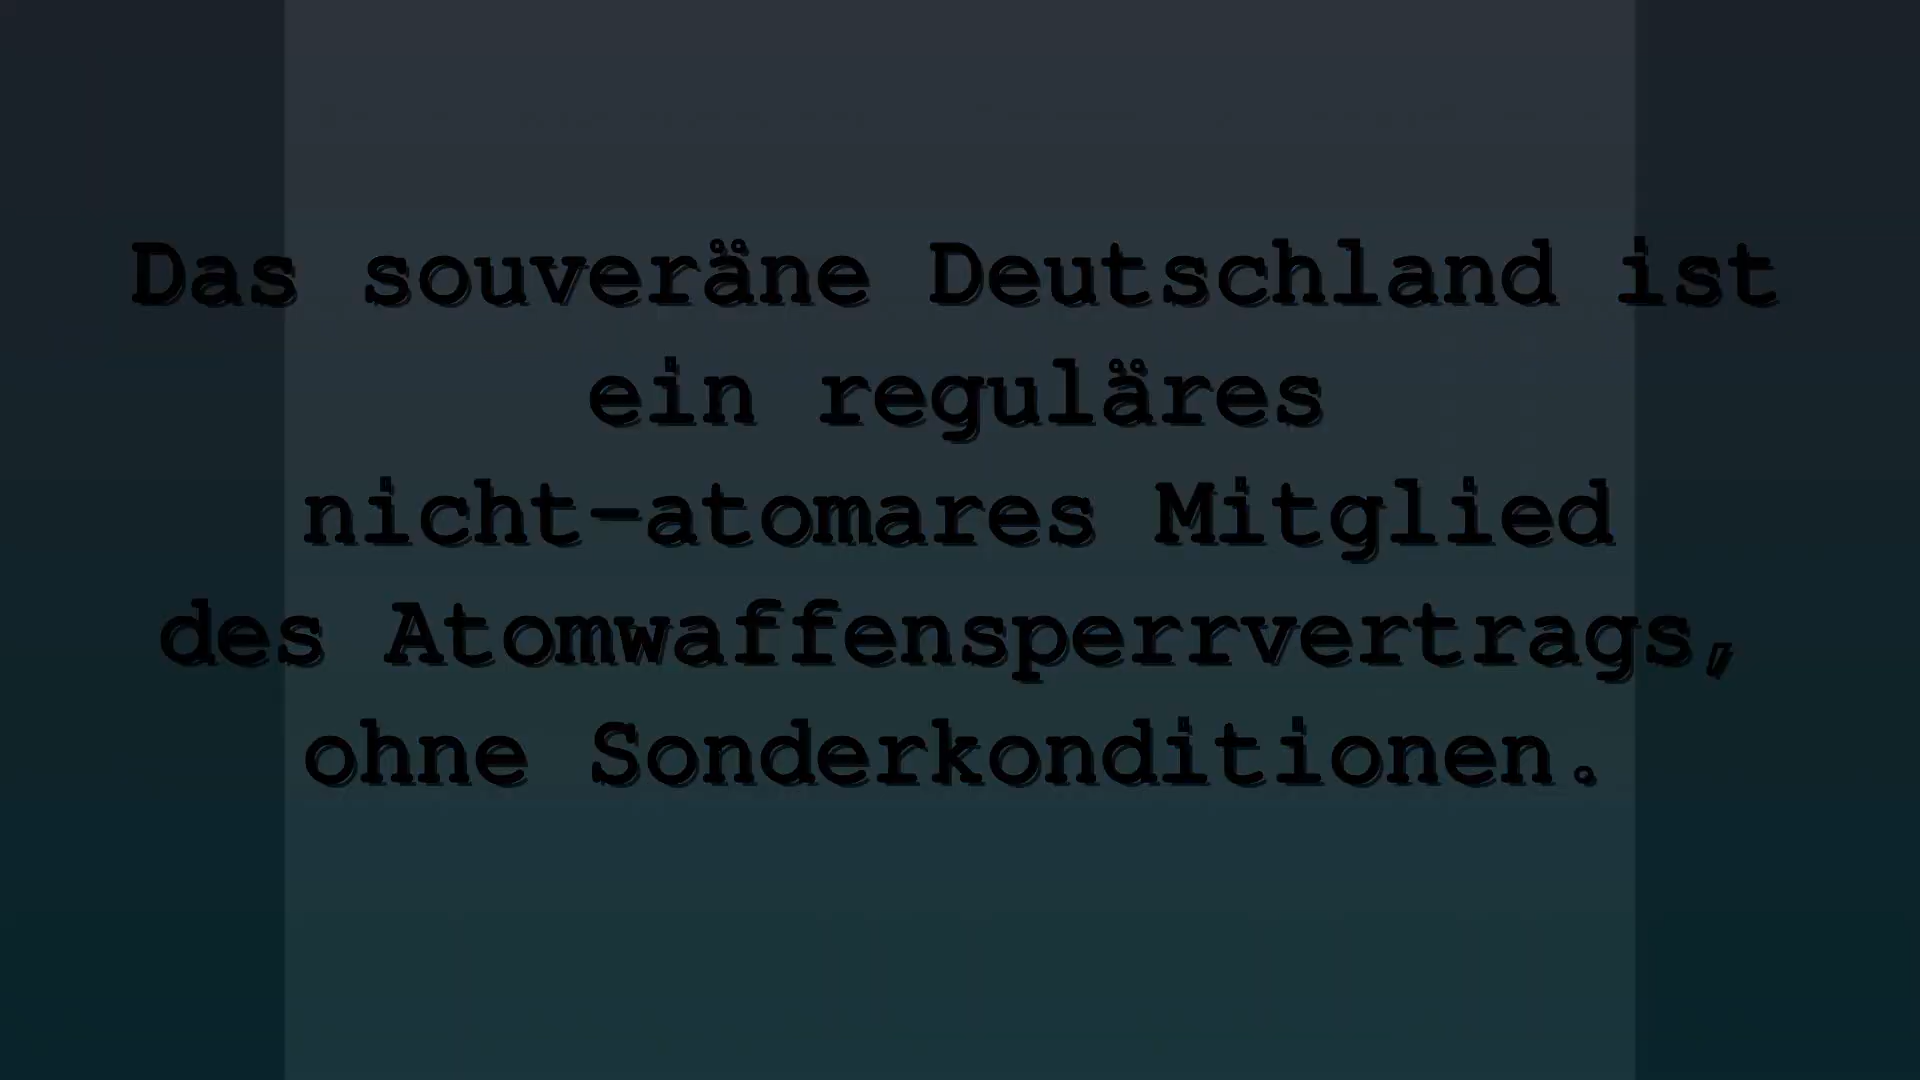 Das souveräne Deutschland ist
ein reguläres
nicht-atomares Mitglied
des Atomwaffensperrvertrags,
ohne Sonderkonditionen.